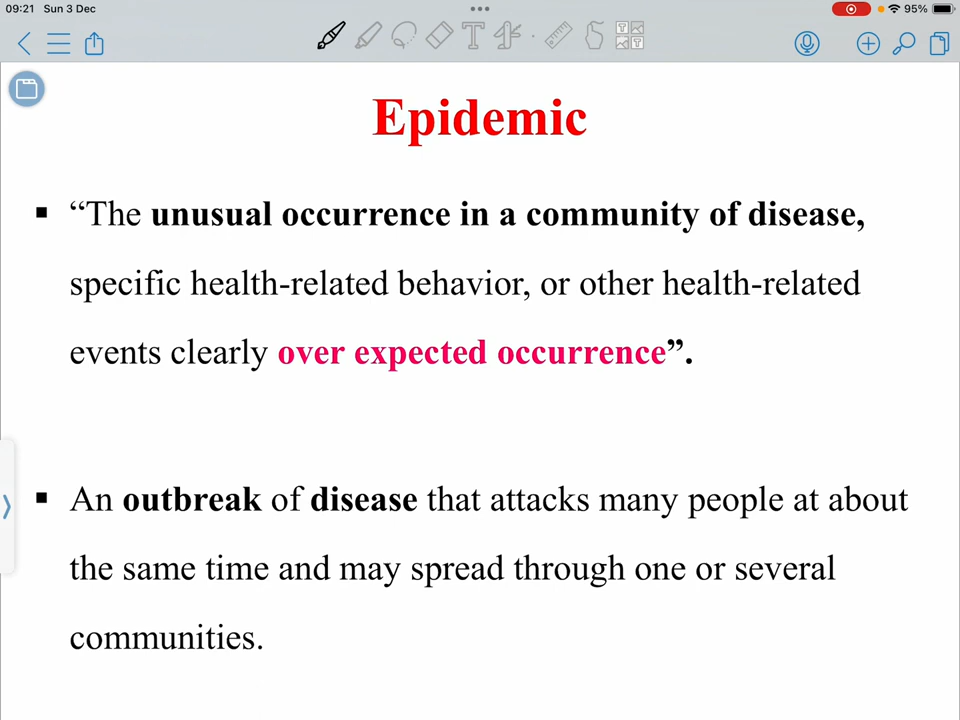 09:21 Sun 3 Dec
95%
Epidemic
▪ “The unusual occurrence in a community of disease,
specific health-related behavior, or other health-related
events clearly over expected occurrence”.
▪ An outbreak of disease that attacks many people at about
the same time and may spread through one or several
communities.